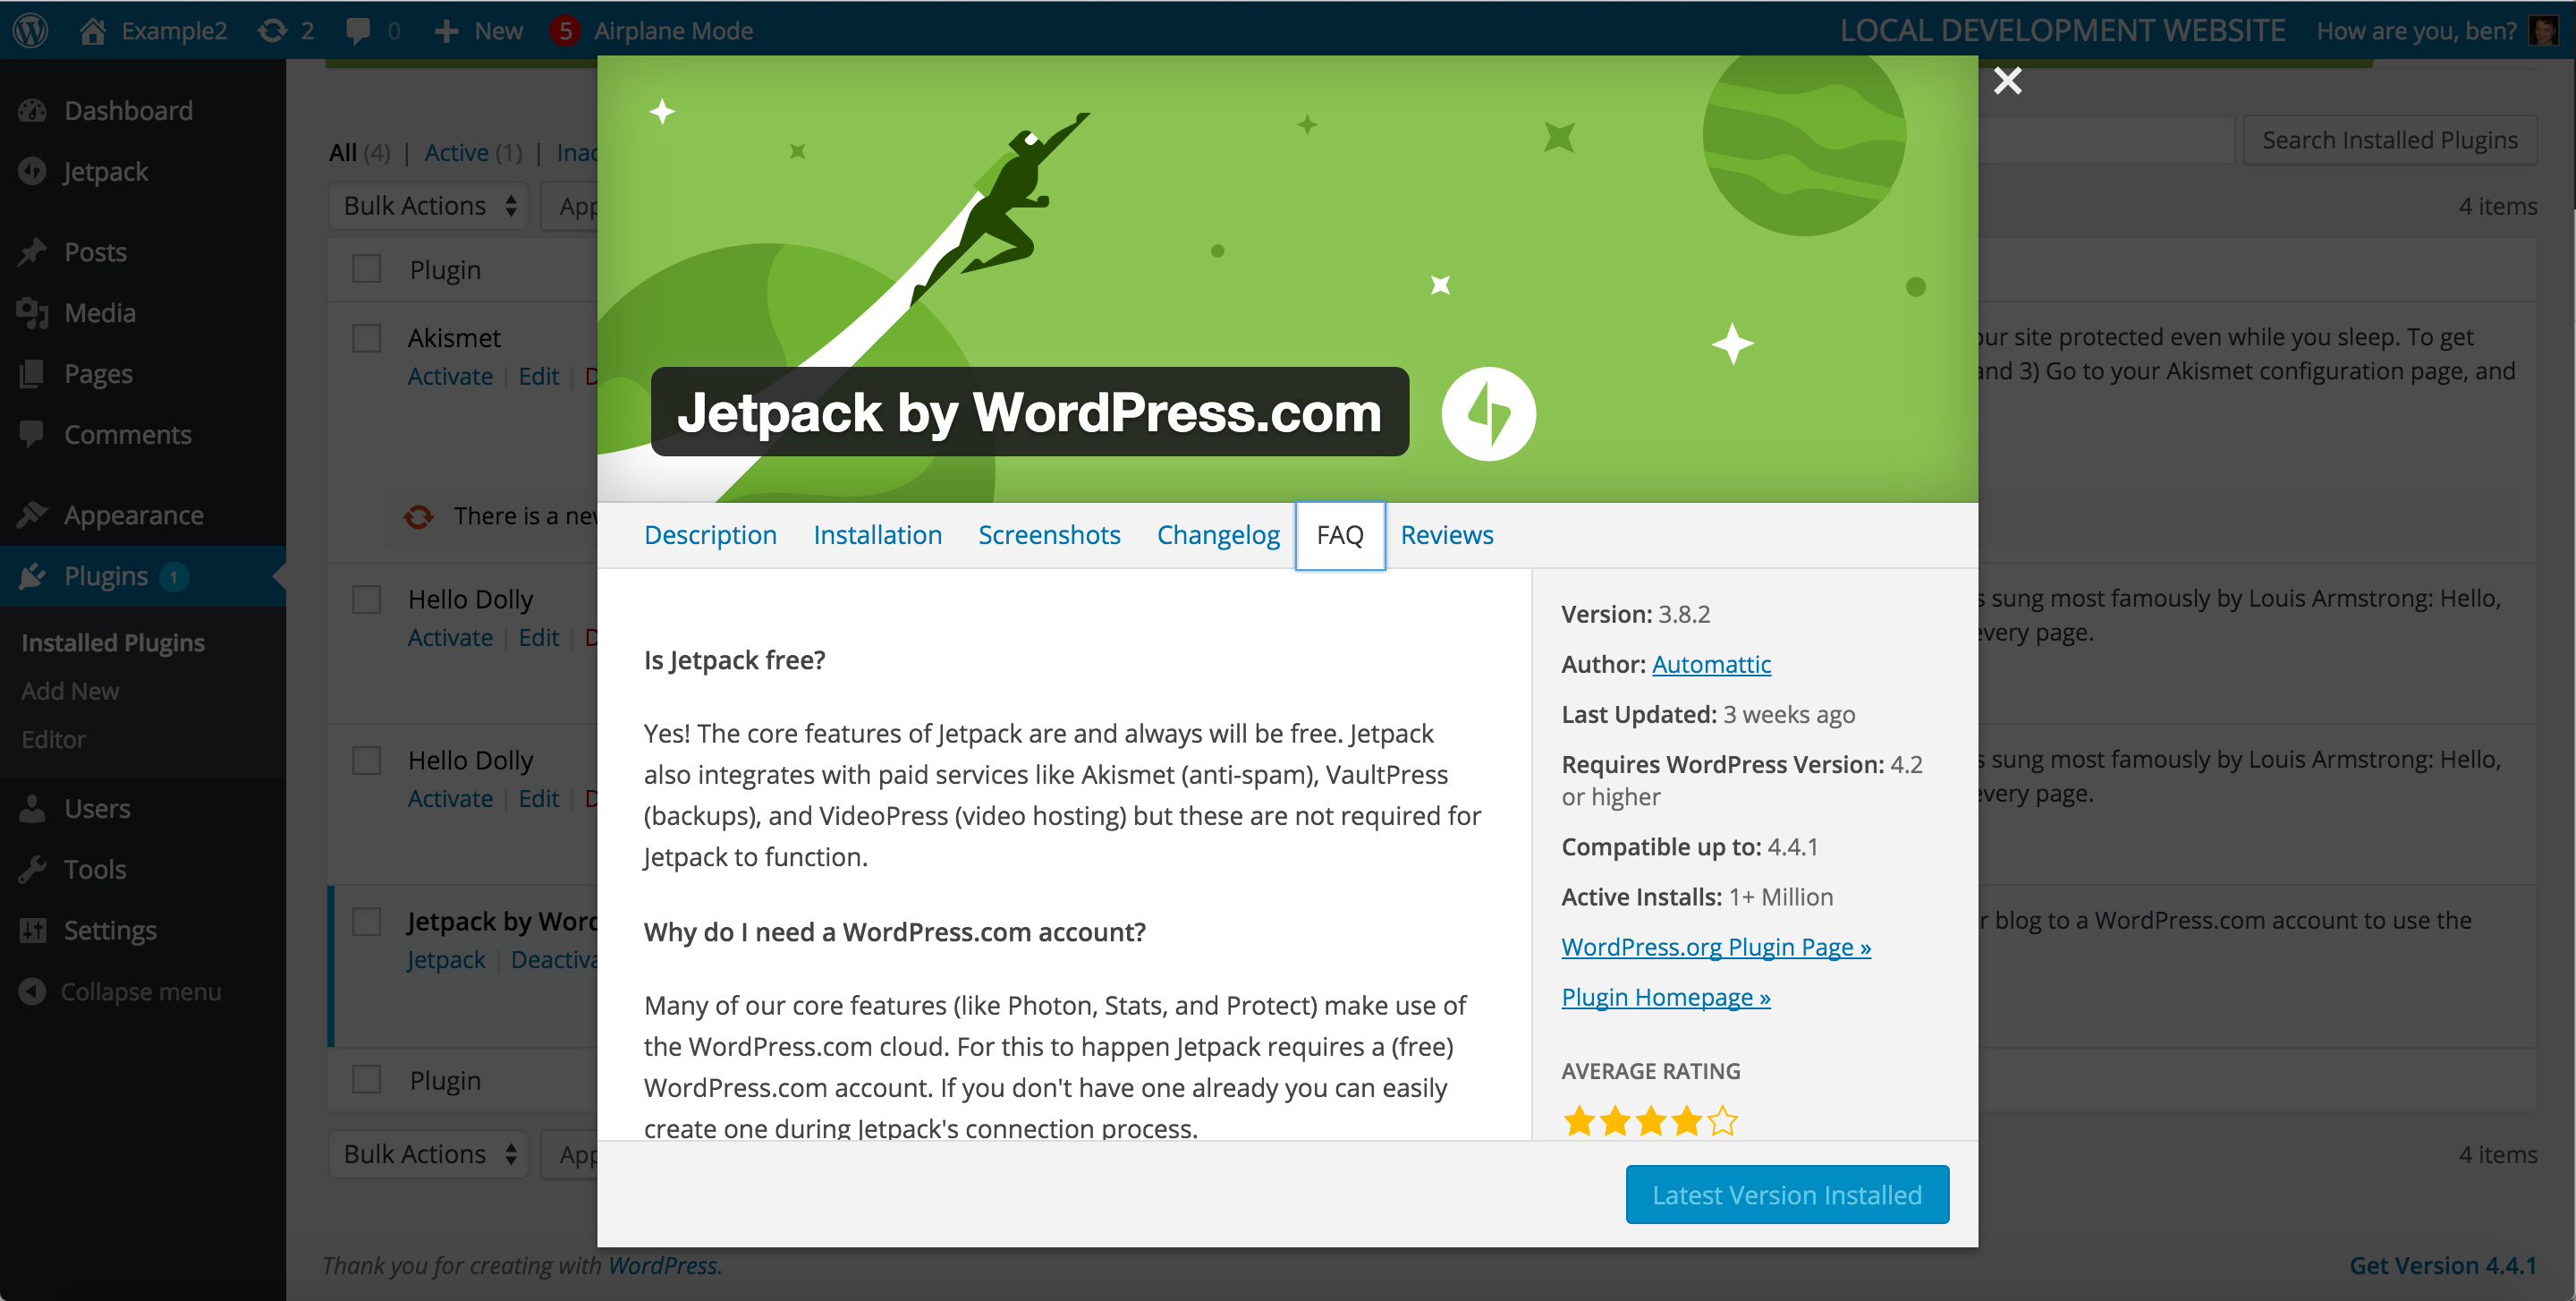 Example2 2 0 New 5 Airplane Mode LOCAL DEVELOPMENT WEBSITE How are you, ben?
Dashboard
Jetpack
Posts
Media
Pages
Comments
Appearance
Plugins 1
Installed Plugins
Add New
Editor
Users
Tools
Settings
Collapse menu
All (4) | Active (1) |
Search Installed Plugins
Bulk Actions
4 items
Plugin
Akismet
Activate | Edit |
our site protected even while you sleep. To get
and 3) Go to your Akismet configuration page, and
There is a new
Hello Dolly
Activate | Edit |
s sung most famously by Louis Armstrong: Hello,
every page.
Hello Dolly
Activate | Edit |
s sung most famously by Louis Armstrong: Hello,
every page.
Jetpack by Word
Jetpack | Deactiva
r blog to a WordPress.com account to use the
Plugin
Bulk Actions
4 items
Thank you for creating with WordPress.
Get Version 4.4.1
Jetpack by WordPress.com
Description Installation Screenshots Changelog FAQ Reviews
Is Jetpack free?
Yes! The core features of Jetpack are and always will be free. Jetpack
also integrates with paid services like Akismet (anti-spam), VaultPress
(backups), and VideoPress (video hosting) but these are not required for
Jetpack to function.
Why do I need a WordPress.com account?
Many of our core features (like Photon, Stats, and Protect) make use of
the WordPress.com cloud. For this to happen Jetpack requires a (free)
WordPress.com account. If you don't have one already you can easily
create one during Jetpack's connection process.
Version: 3.8.2
Author: Automattic
Last Updated: 3 weeks ago
Requires WordPress Version: 4.2
or higher
Compatible up to: 4.4.1
Active Installs: 1+ Million
WordPress.org Plugin Page »
Plugin Homepage »
AVERAGE RATING
Latest Version Installed